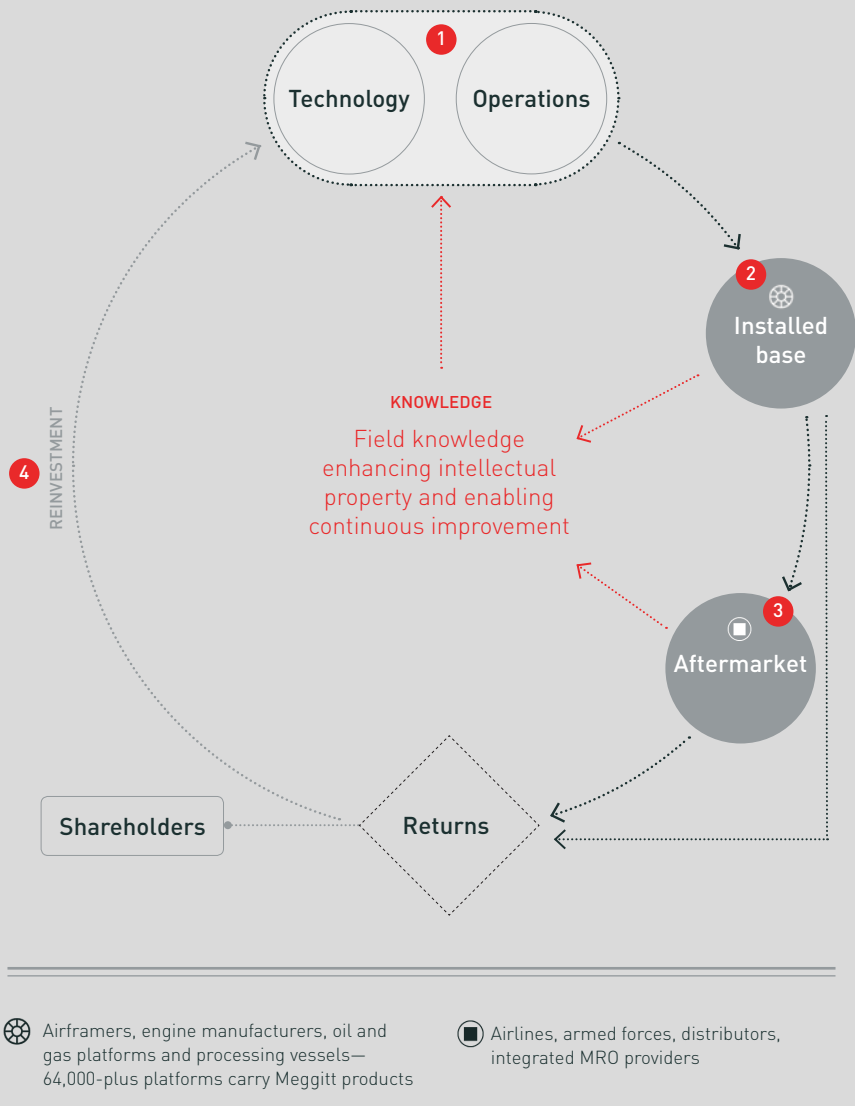 1
Technology
Operations
2
Installed
base
KNOWLEDGE
Field knowledge
enhancing intellectual
property and enabling
continuous improvement
4
REINVESTMENT
3
Aftermarket
Shareholders
Returns
Airframers, engine manufacturers, oil and
gas platforms and processing vessels—
64,000-plus platforms carry Meggitt products
Airlines, armed forces, distributors,
integrated MRO providers